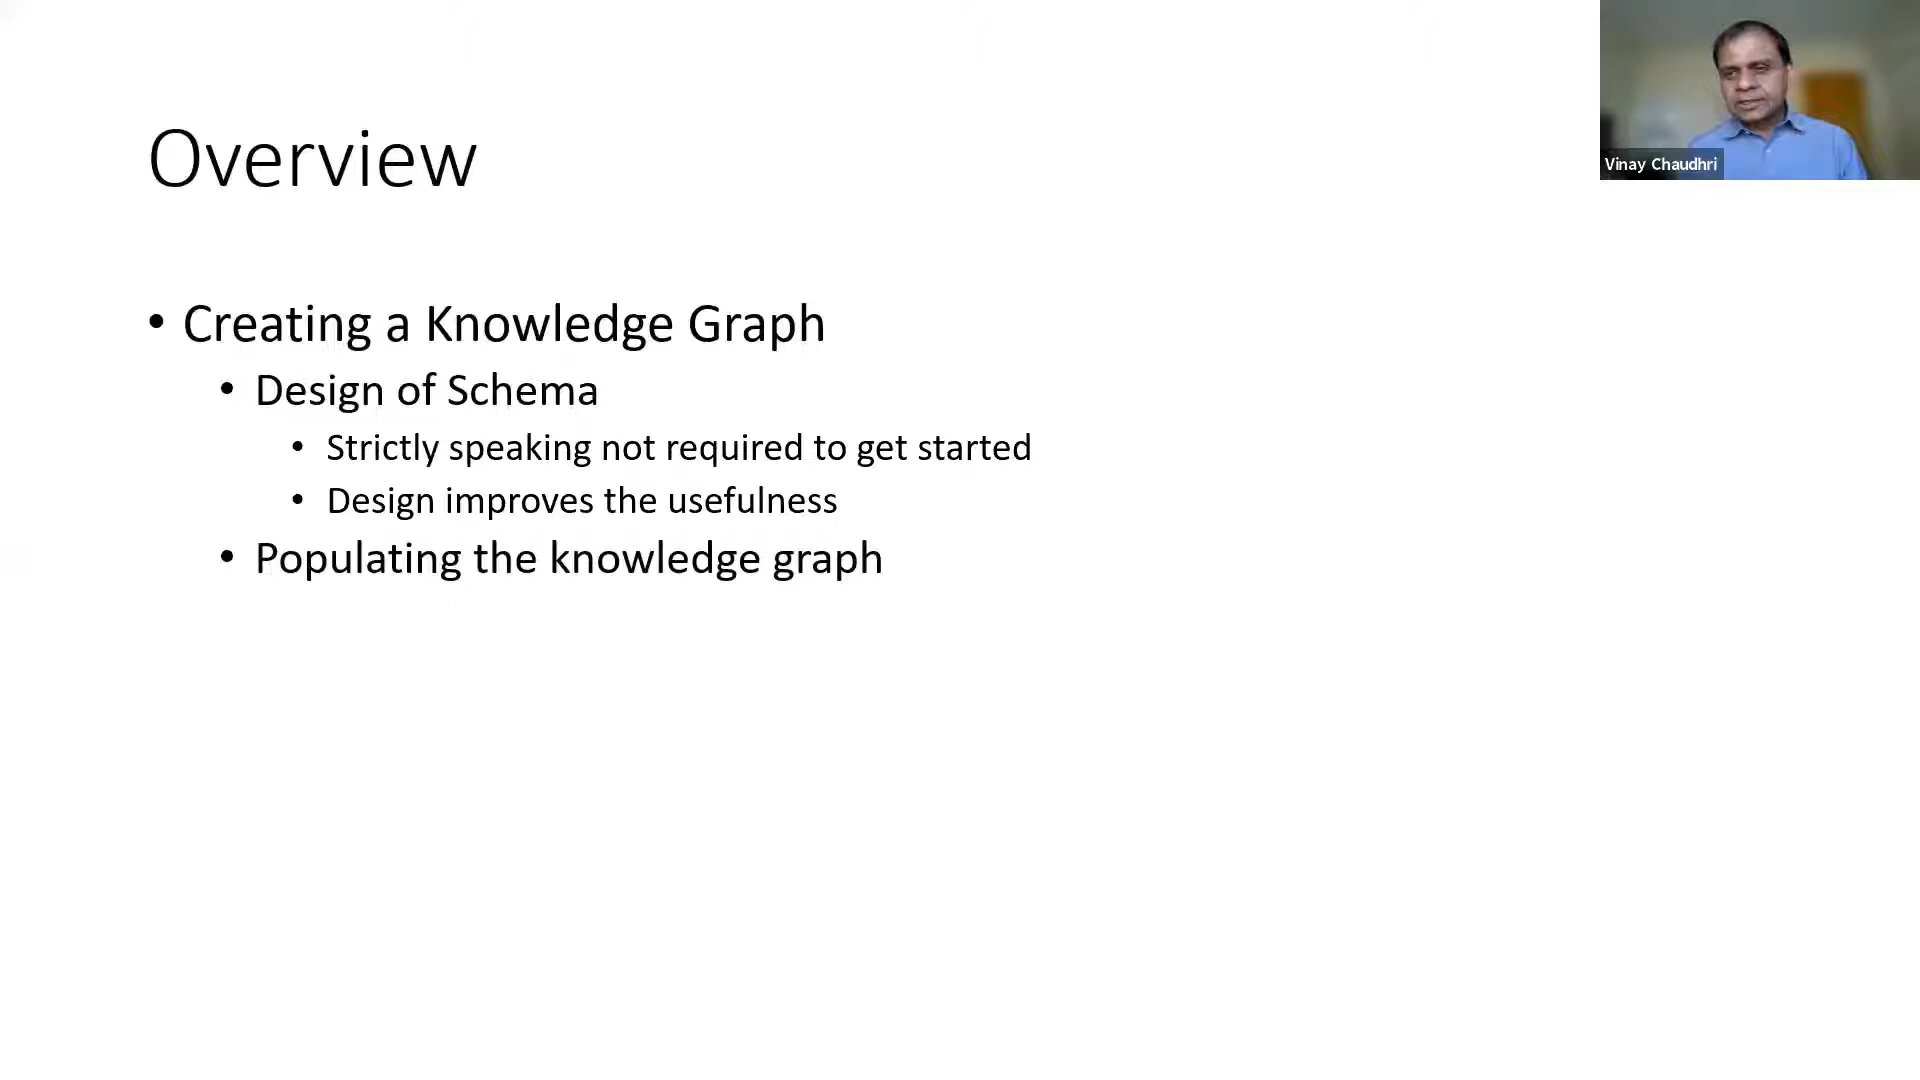 Overview
• Creating a Knowledge Graph
• Design of Schema
• Strictly speaking not required to get started
• Design improves the usefulness
• Populating the knowledge graph
Vinay Chaudhri